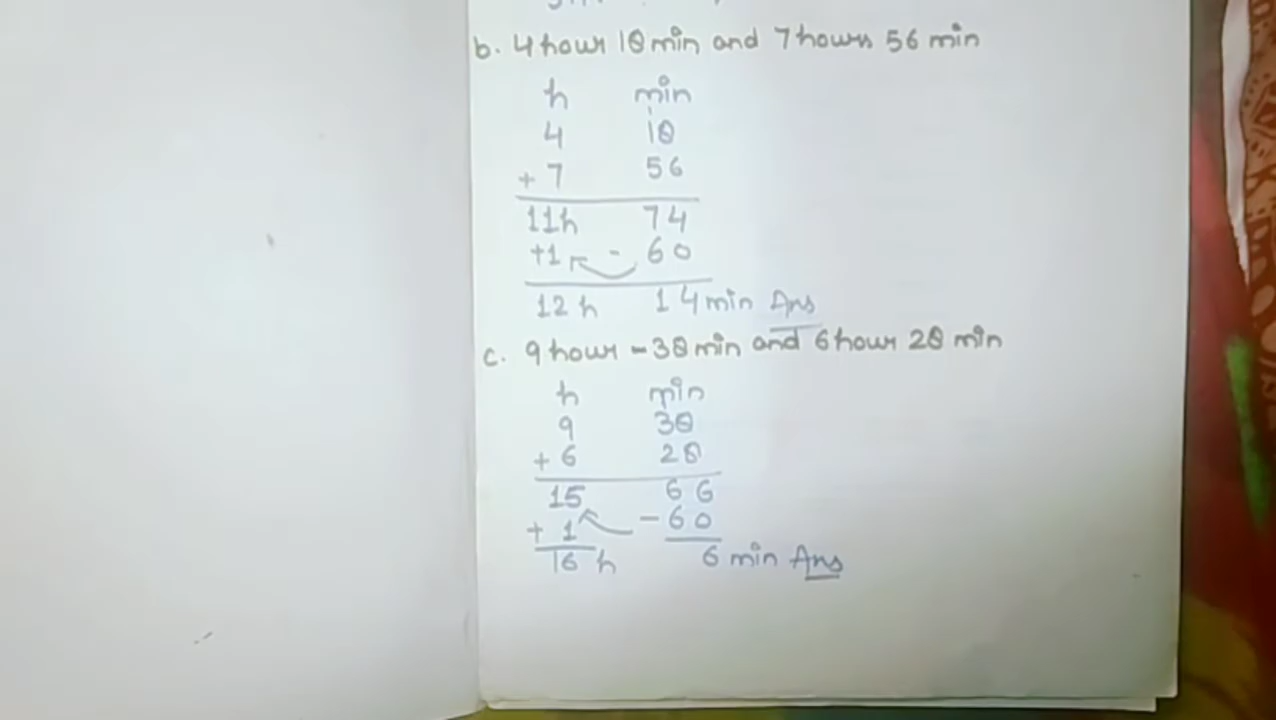 b. 4 hour 18 min and 7 hours 56 min
h min
1
4 18
+ 7 56
11h 74
+1 - 60
12 h 14 min Ans
c. 9 hour - 38 min and 6 hour 28 min
h min
9 38
+ 6 28
15 66
+ 1 - 60
16 h 6 min Ans